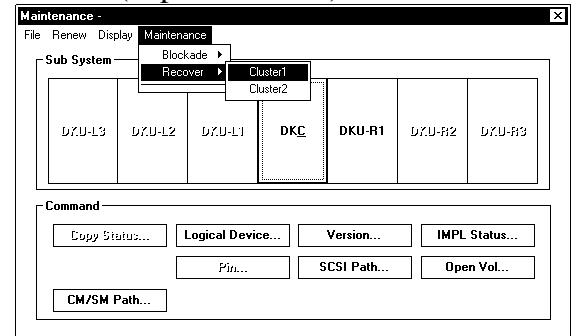 Maintenance -
File Renew Display Maintenance
Blockade
Sub System
Recover Cluster1
Cluster2
DKU-L3 DKU-L2 DKU-L1 DKC DKU-R1 DKU-R2 DKU-R3
Command
Copy Status... Logical Device... Version... IMPL Status...
Pin... SCSI Path... Open Vol...
CM/SM Path...